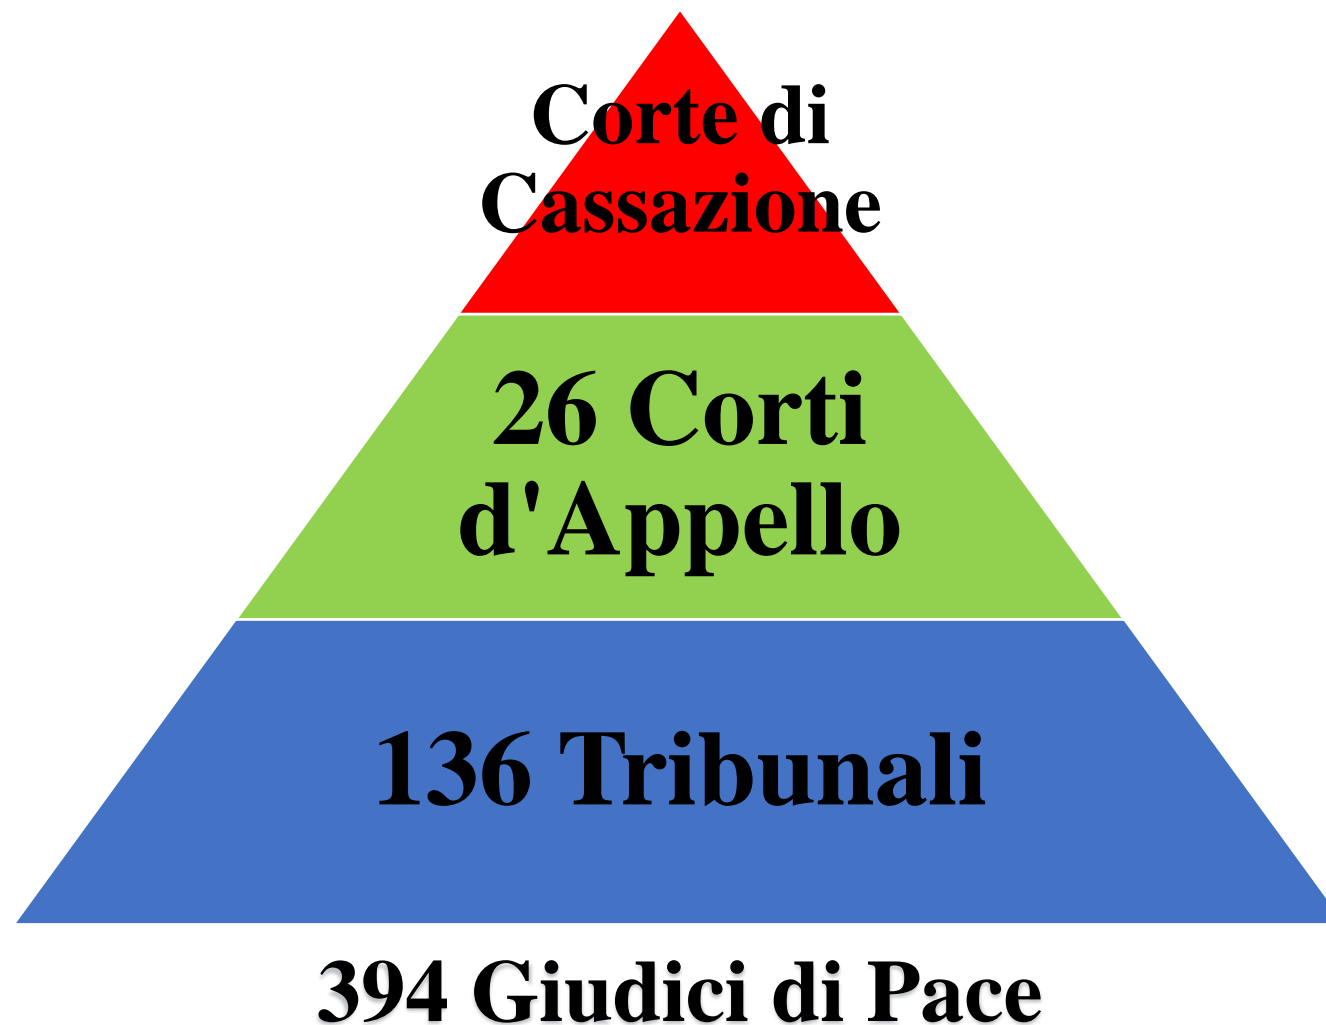 Corte di
Cassazione
26 Corti
d'Appello
136 Tribunali
394 Giudici di Pace